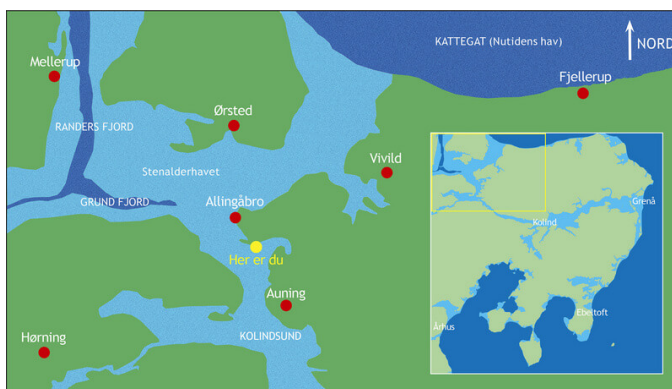 KATTEGAT (Nutidens hav)
NORD
Mellerup
Fjellerup
Ørsted
RANDERS FJORD
Vivild
Stenalderhavet
GRUND FJORD
Allingåbro
Grenå
Kolind
Her er du
Auning
Ebeltoft
Århus
Hørning
KOLINDSUND